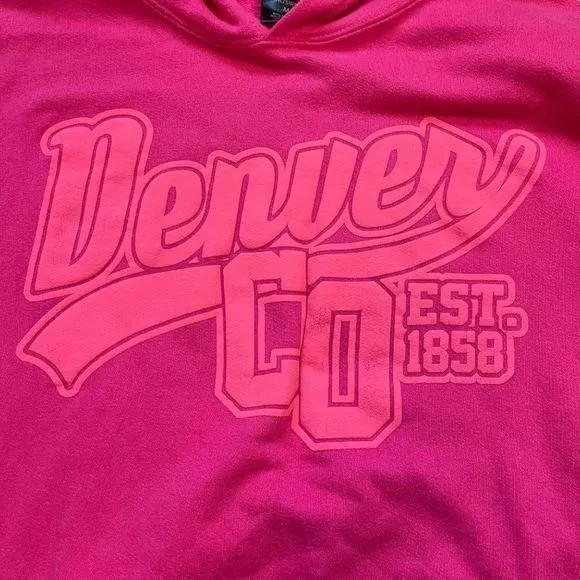 Denver
CO
EST.
1858